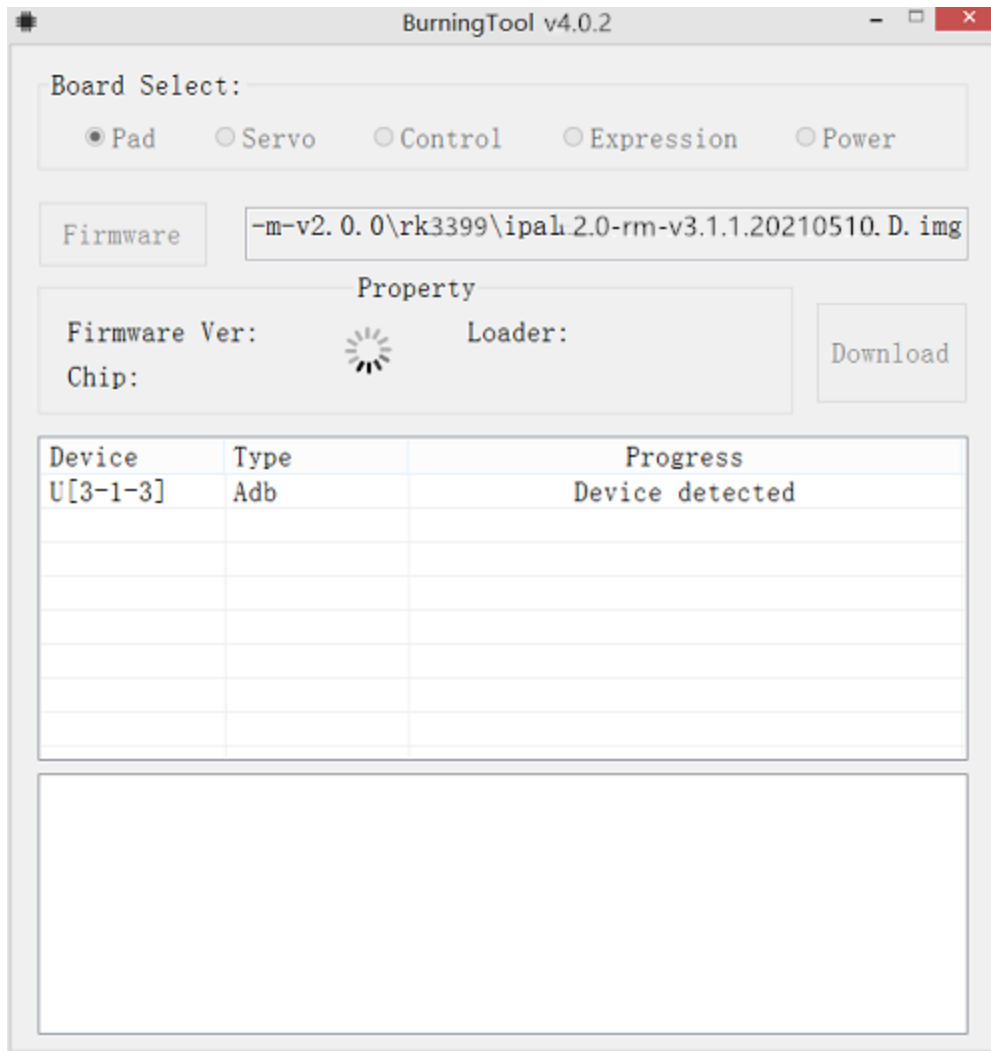 BurningTool v4.0.2
Board Select:
Pad Servo Control Expression Power
Firmware -m-v2.0.0\rk3399\ipal 2.0-rm-v3.1.1.20210510.D.img
Property
Firmware Ver: Loader:
Chip:
Download
Device Type Progress
U[3-1-3] Adb Device detected